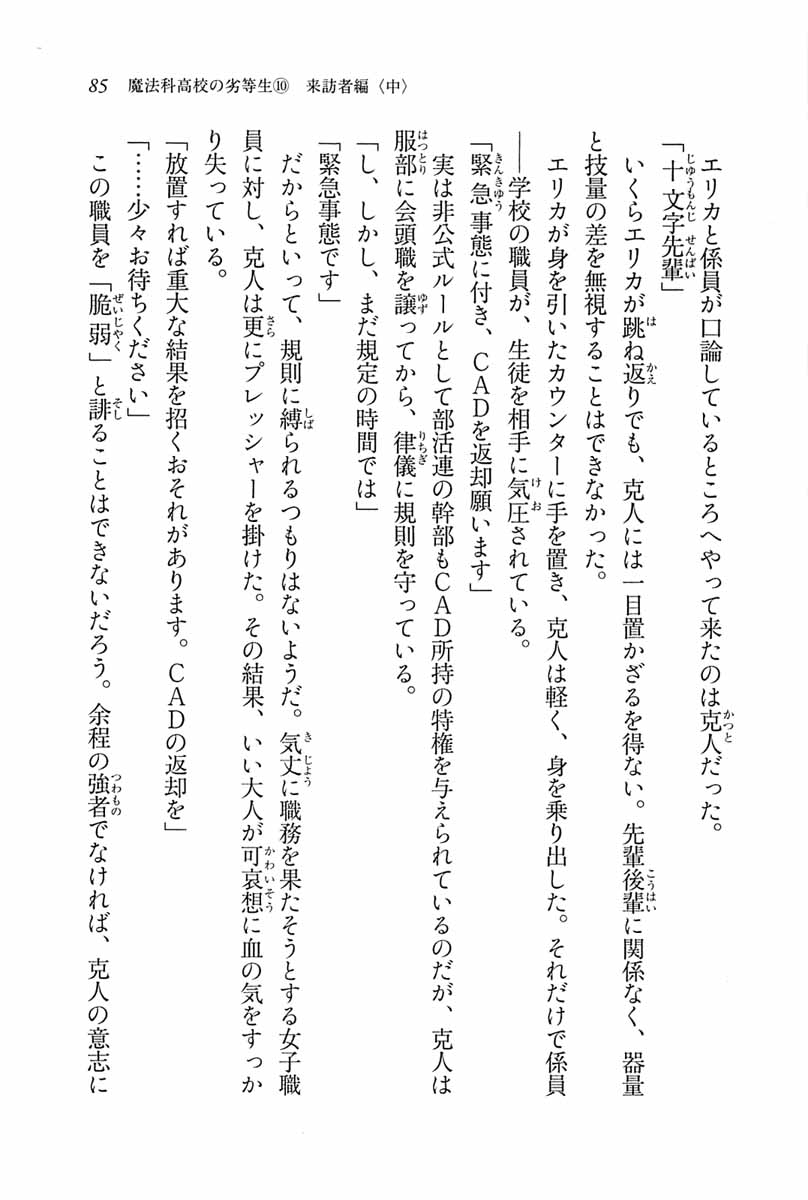 85　魔法科高校の劣等生⑩　来訪者編〈中〉
　エリカと係員が口論しているところへやって来たのは克人だった。
「十文字先輩」
　いくらエリカが跳ね返りでも、克人には一目置かざるを得ない。先輩後輩に関係なく、器量
と技量の差を無視することはできなかった。
　エリカが身を引いたカウンターに手を置き、克人は軽く、身を乗り出した。それだけで係員
――学校の職員が、生徒を相手に気圧されている。
「緊急事態に付き、ＣＡＤを返却願います」
　実は非公式ルールとして部活連の幹部もＣＡＤ所持の特権を与えられているのだが、克人は
服部に会頭職を譲ってから、律儀に規則を守っている。
「し、しかし、まだ規定の時間では」
「緊急事態です」
　だからといって、規則に縛られるつもりはないようだ。気丈に職務を果たそうとする女子職
員に対し、克人は更にプレッシャーを掛けた。その結果、いい大人が可哀想に血の気をすっか
り失っている。
「放置すれば重大な結果を招くおそれがあります。ＣＡＤの返却を」
「……少々お待ちください」
　この職員を「脆弱」と誹ることはできないだろう。余程の強者でなければ、克人の意志に